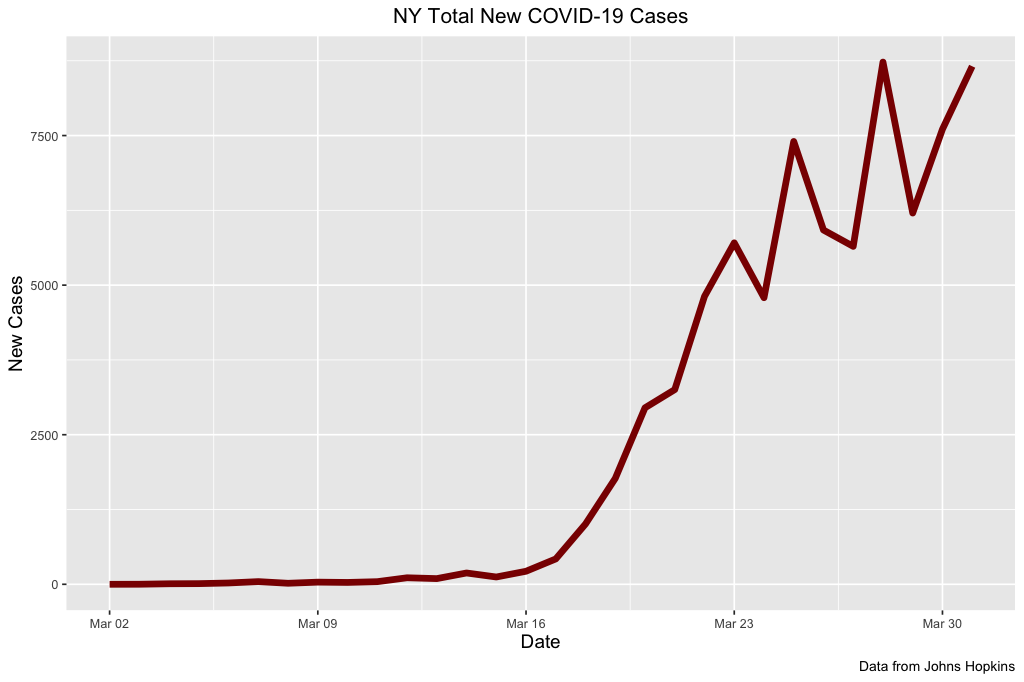 NY Total New COVID-19 Cases
New Cases
7500
5000
2500
0
Mar 02 Mar 09 Mar 16 Mar 23 Mar 30
Date
Data from Johns Hopkins